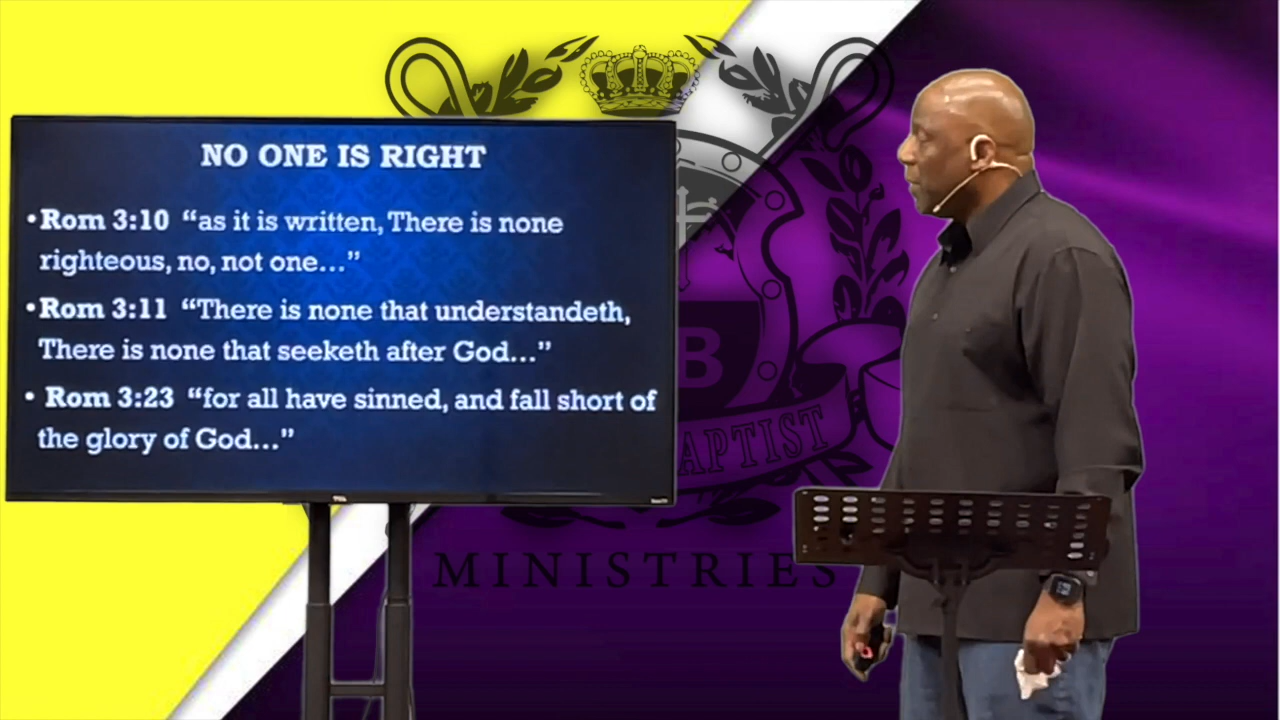 NO ONE IS RIGHT
• Rom 3:10 “as it is written, There is none
righteous, no, not one...”
• Rom 3:11 “There is none that understandeth,
There is none that seeketh after God...”
• Rom 3:23 “for all have sinned, and fall short of
the glory of God...”
TCL
B
APTIST
MINISTRIES